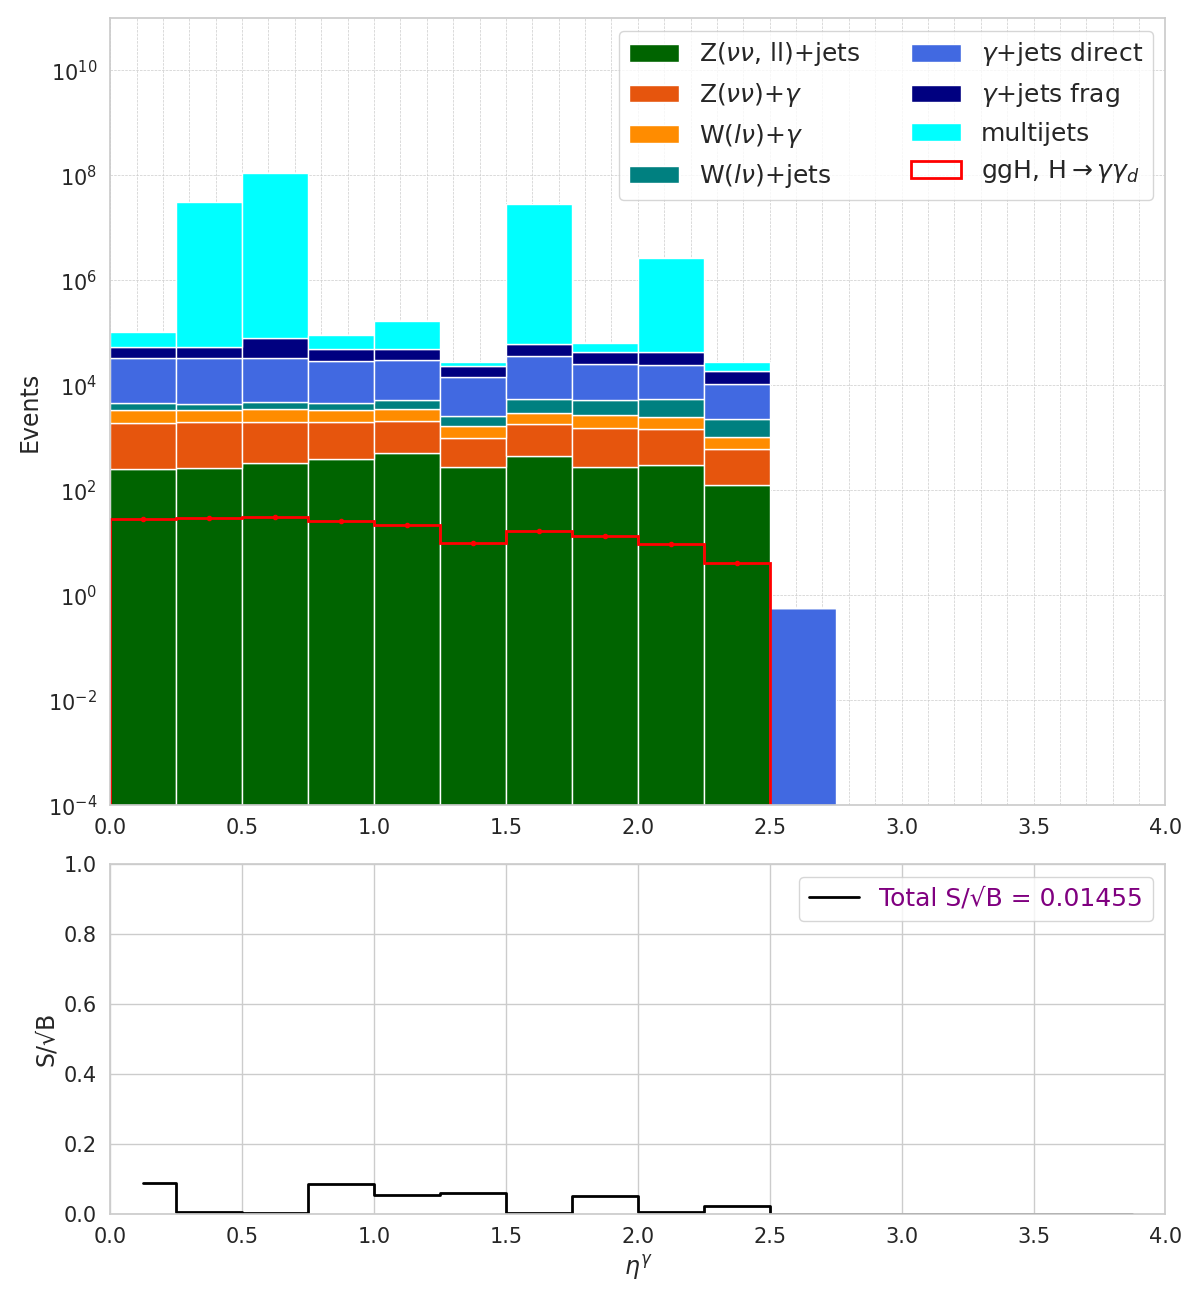 Z(νν, ll)+jets
Z(νν)+γ
W(lν)+γ
W(lν)+jets
γ+jets direct
γ+jets frag
multijets
ggH, H→γγ_d
Events
10^10
10^8
10^6
10^4
10^2
10^0
10^−2
10^−4
0.0 0.5 1.0 1.5 2.0 2.5 3.0 3.5 4.0
Total S/√B = 0.01455
S/√B
1.0
0.8
0.6
0.4
0.2
0.0
0.0 0.5 1.0 1.5 2.0 2.5 3.0 3.5 4.0
η^γ